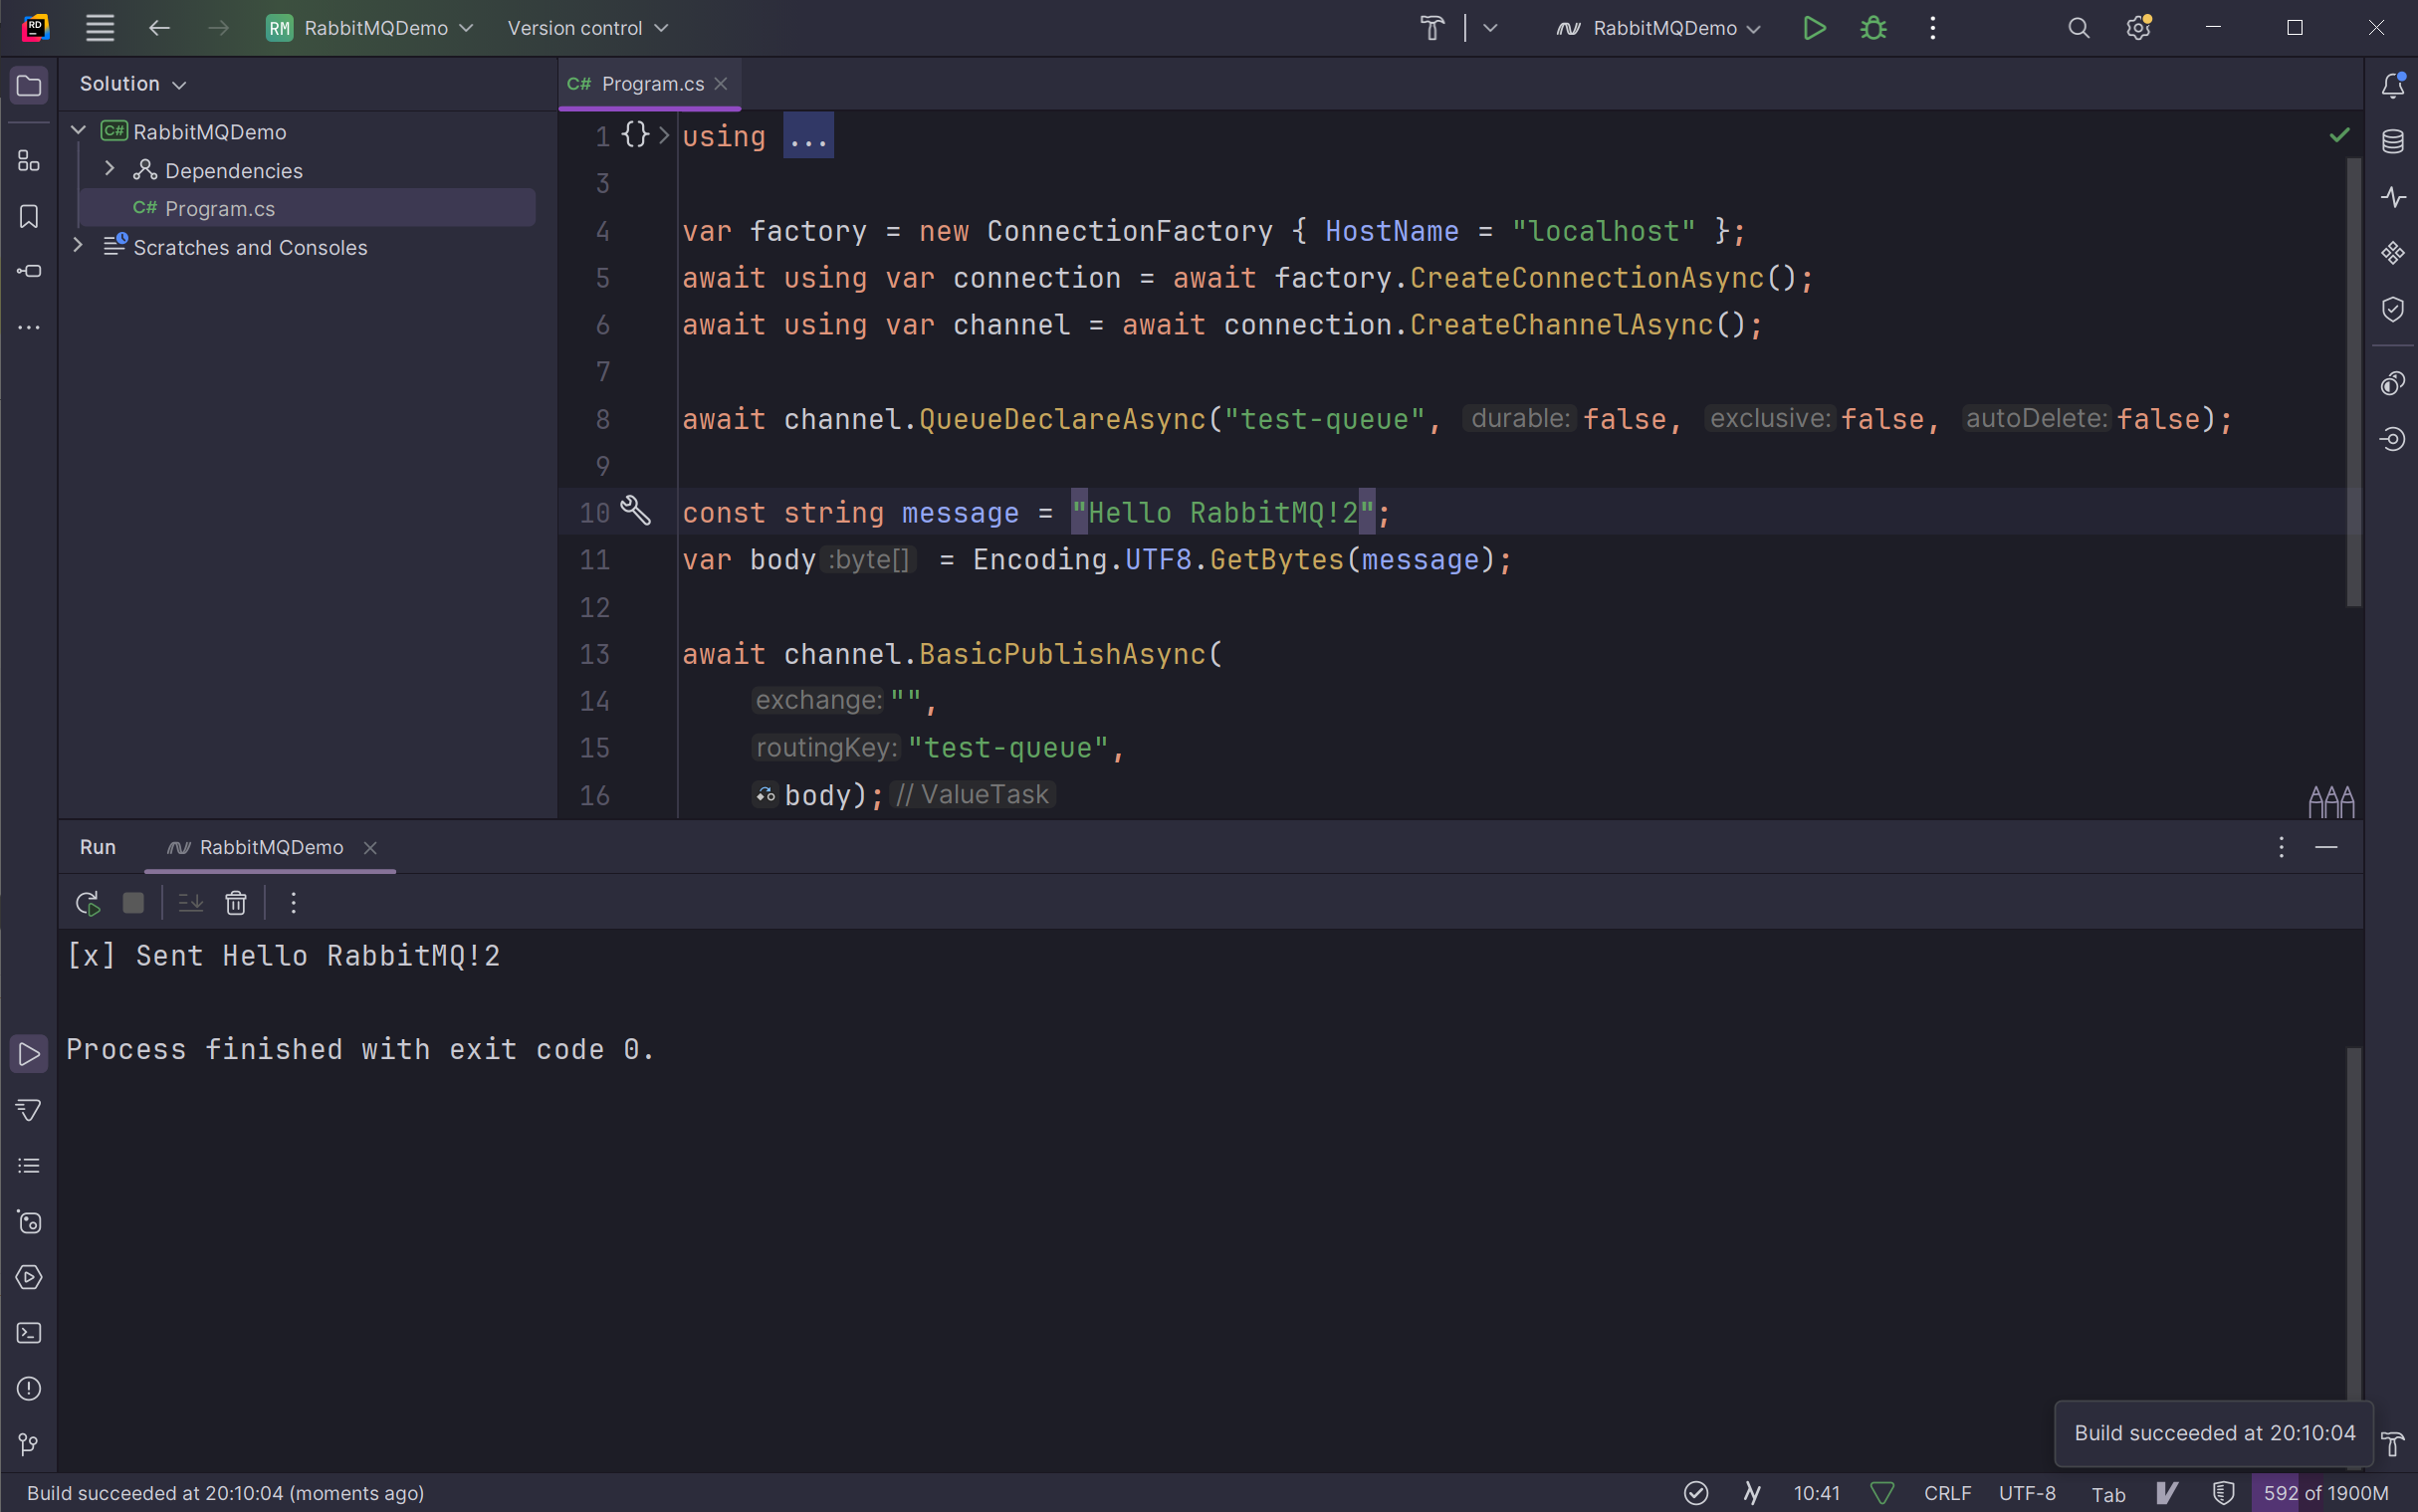 RD
RM RabbitMQDemo Version control RabbitMQDemo
Solution
C# RabbitMQDemo
Dependencies
C# Program.cs
Scratches and Consoles
C# Program.cs
1 {} using ...
3
4 var factory = new ConnectionFactory { HostName = "localhost" };
5 await using var connection = await factory.CreateConnectionAsync();
6 await using var channel = await connection.CreateChannelAsync();
7
8 await channel.QueueDeclareAsync("test-queue", durable: false, exclusive: false, autoDelete: false);
9
10 const string message = "Hello RabbitMQ!2";
11 var body :byte[] = Encoding.UTF8.GetBytes(message);
12
13 await channel.BasicPublishAsync(
14 exchange: "",
15 routingKey: "test-queue",
16 body); // ValueTask
Run RabbitMQDemo
[x] Sent Hello RabbitMQ!2
Process finished with exit code 0.
Build succeeded at 20:10:04
Build succeeded at 20:10:04 (moments ago) 10:41 CRLF UTF-8 Tab 592 of 1900M